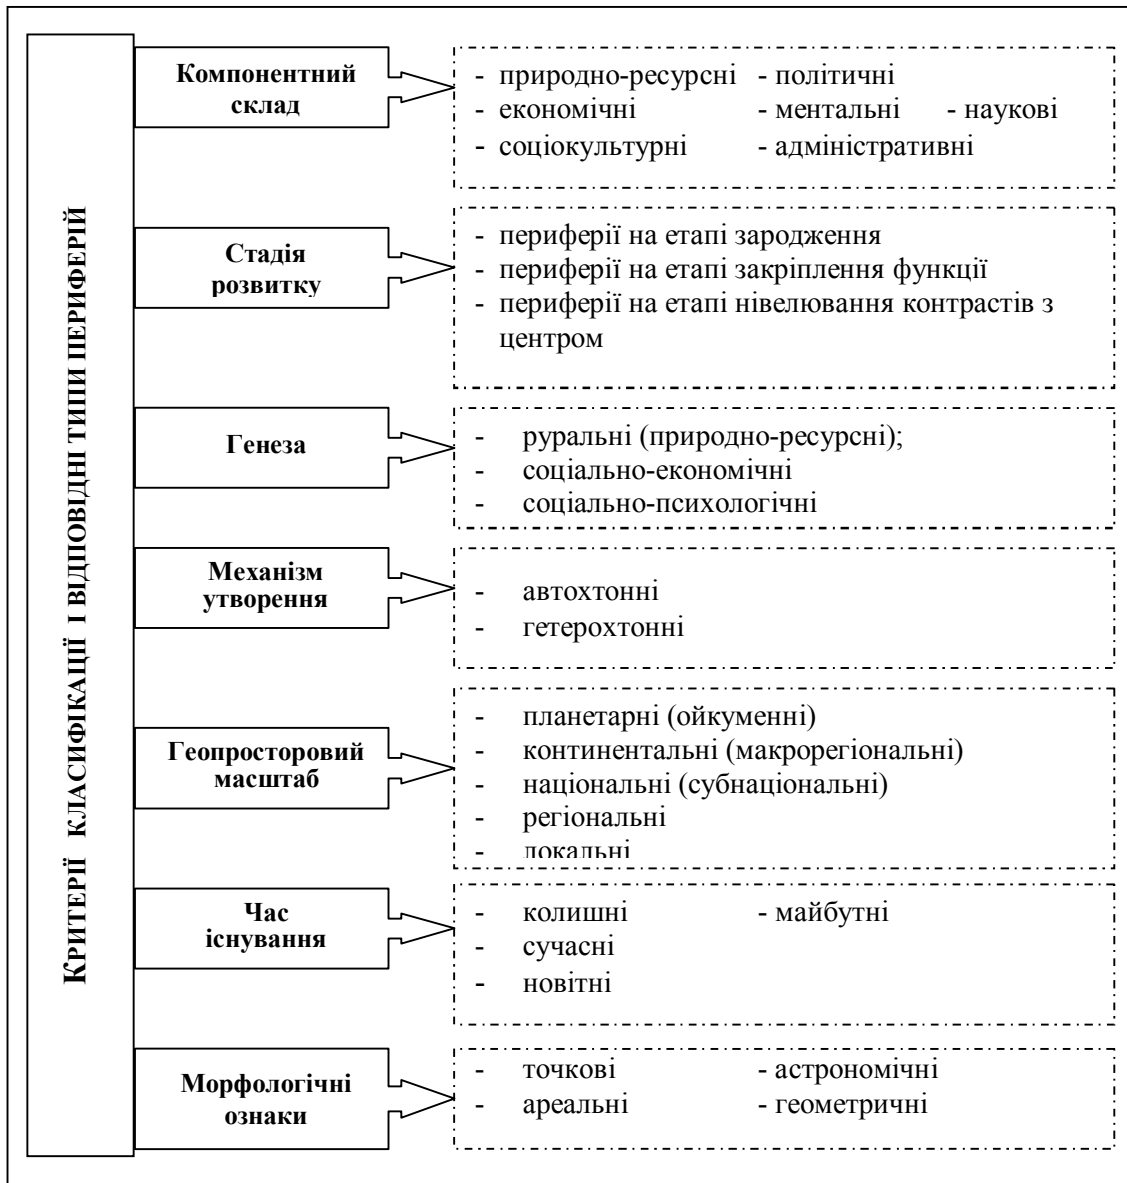 КРИТЕРІЇ КЛАСИФІКАЦІЇ І ВІДПОВІДНІ ТИПИ ПЕРИФЕРІЙ
Компонентний
склад
- природно-ресурсні - політичні
- економічні - ментальні - наукові
- соціокультурні - адміністративні
Стадія
розвитку
- периферії на етапі зародження
- периферії на етапі закріплення функції
- периферії на етапі нівелювання контрастів з
центром
Генеза
- руральні (природно-ресурсні);
- соціально-економічні
- соціально-психологічні
Механізм
утворення
- автохтонні
- гетерохтонні
Геопросторовий
масштаб
- планетарні (ойкуменні)
- континентальні (макрорегіональні)
- національні (субнаціональні)
- регіональні
- локальні
Час
існування
- колишні - майбутні
- сучасні
- новітні
Морфологічні
ознаки
- точкові - астрономічні
- ареальні - геометричні